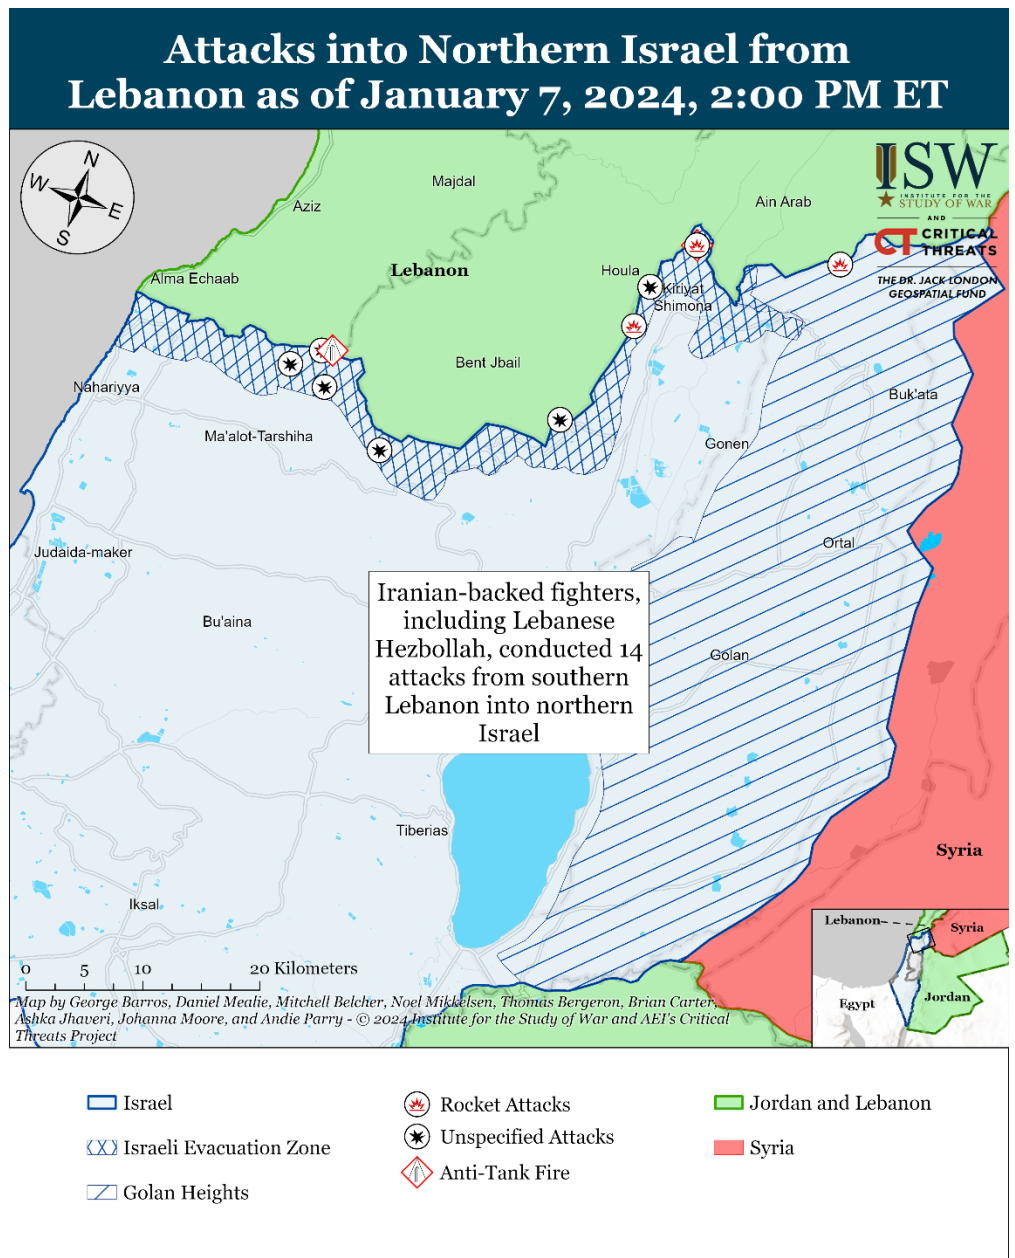 Attacks into Northern Israel from
Lebanon as of January 7, 2024, 2:00 PM ET
N
W
E
S
Majdal
Aziz
Ain Arab
ISW
INSTITUTE FOR THE
STUDY OF WAR
AND
CT CRITICAL
THREATS
THE DR. JACK LONDON
GEOSPATIAL FUND
Alma Echaab
Lebanon
Houla
Kiriyat
Shimona
Bent Jbail
Nahariyya
Buk'ata
Ma'alot-Tarshiha
Gonen
Judaida-maker
Ortal
Iranian-backed fighters,
including Lebanese
Hezbollah, conducted 14
attacks from southern
Lebanon into northern
Israel
Bu'aina
Golan
Tiberias
Syria
Iksal
Lebanon
Syria
Egypt
Jordan
0 5 10 20 Kilometers
Map by George Barros, Daniel Mealie, Mitchell Belcher, Noel Mikkelsen, Thomas Bergeron, Brian Carter,
Ashka Jhaveri, Johanna Moore, and Andie Parry - © 2024 Institute for the Study of War and AEI's Critical
Threats Project
Israel
Israeli Evacuation Zone
Golan Heights
Rocket Attacks
Unspecified Attacks
Anti-Tank Fire
Jordan and Lebanon
Syria